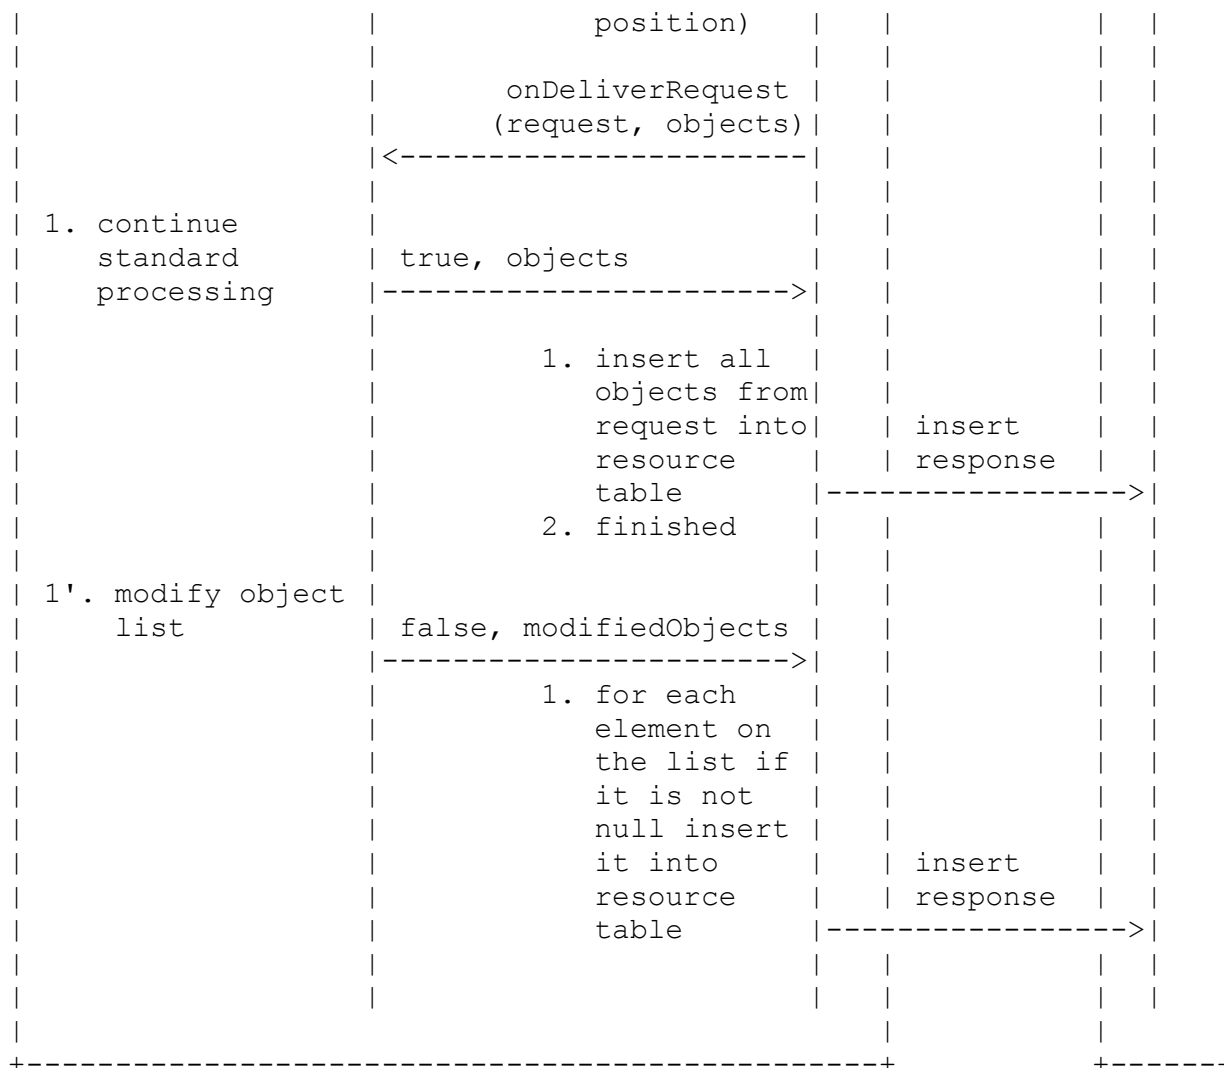 position)
onDeliverRequest
(request, objects)
1. continue
standard
true, objects
processing
1. insert all
objects from
request into
insert
resource
response
table
2. finished
1'. modify object
list
false, modifiedObjects
1. for each
element on
the list if
it is not
null insert
it into
insert
resource
response
table